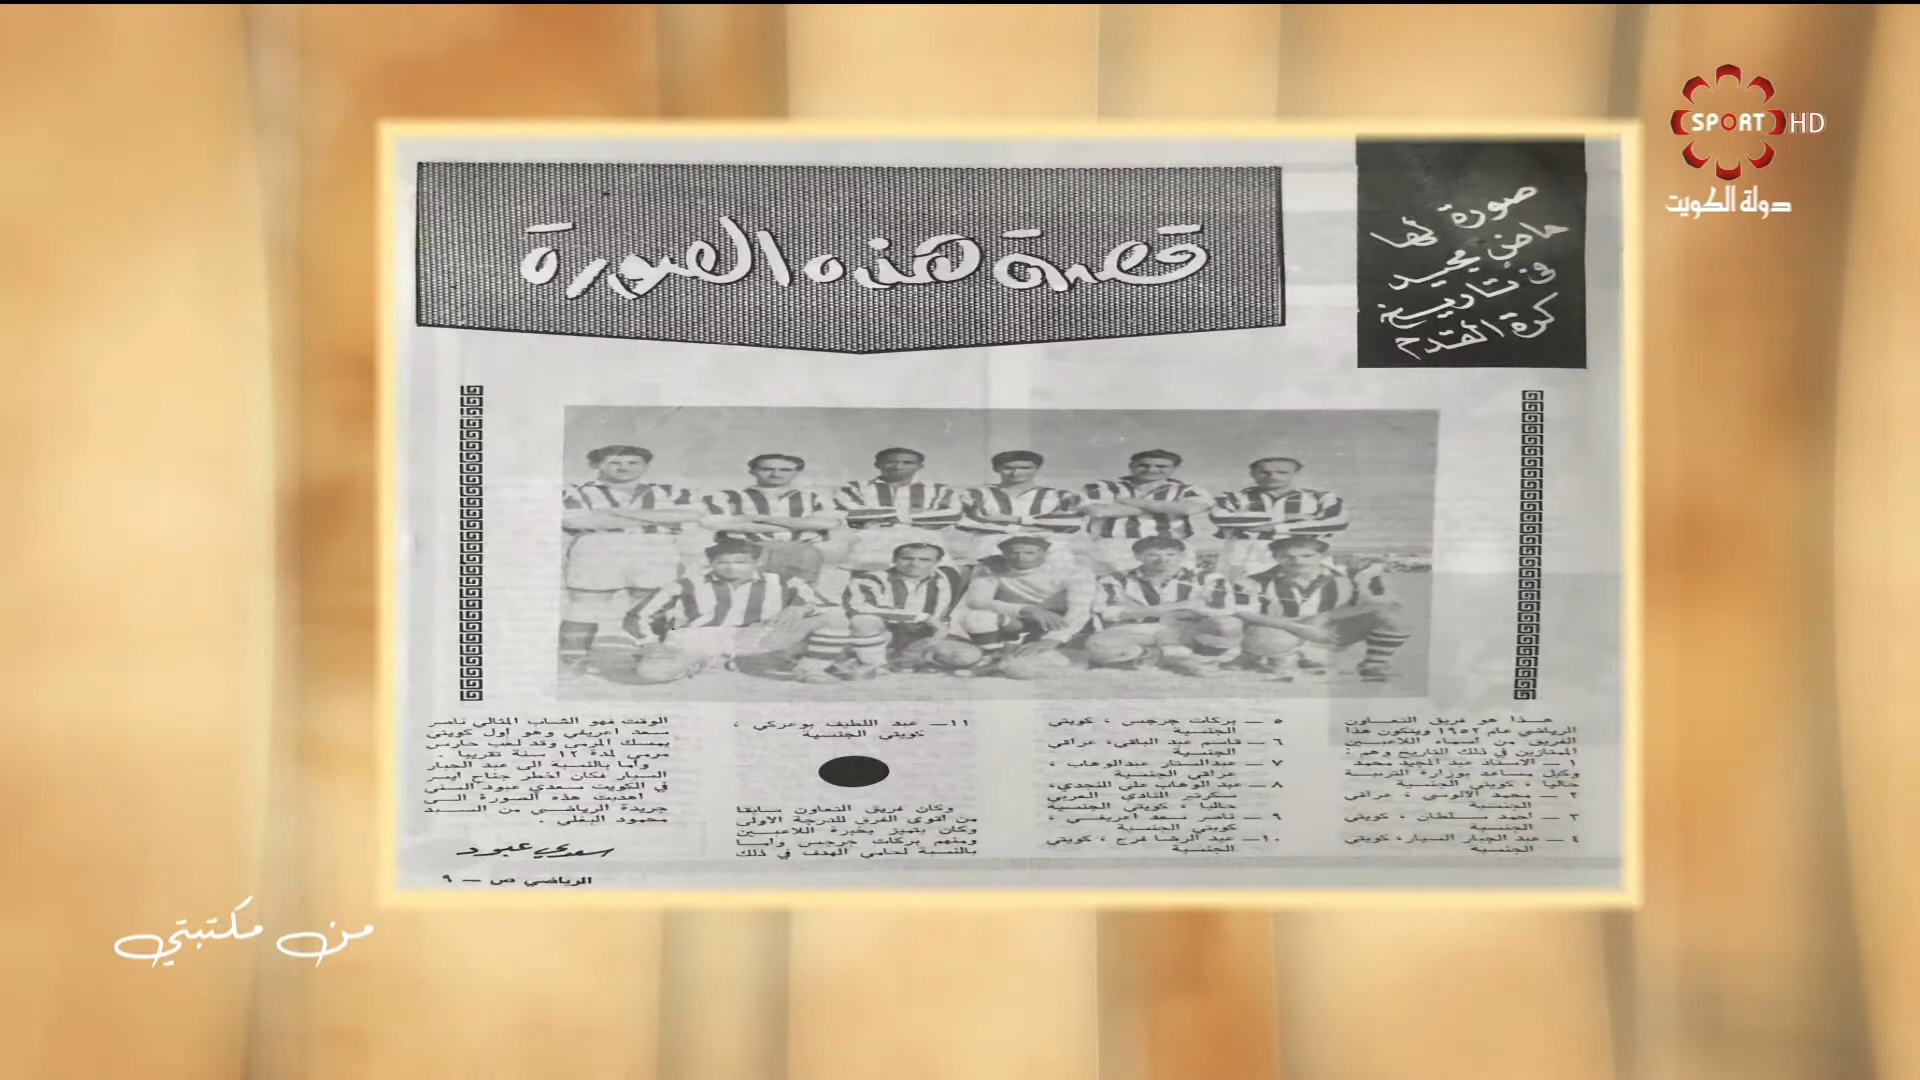 SPORT HD
دولة الكويت
صورة لها
ماضي مجيد
في تاريخ
كرة القدم
قصة هذه الصورة
هذا هو فريق التعاون
الرياضي عام ١٩٥٢ ويتكون هذا
الفريق من أسماء اللاعبين
الممتازين في ذلك التاريخ وهم :
١ — الاستاذ عبد المجيد محمد
وكيل مساعد بوزارة التربية
حاليا ، كويتي الجنسية
٢ — محمد الالوسي ، عراقي
الجنسية
٣ — احمد سلطان ، كويتي
الجنسية
٤ — عبد الجبار السيار، كويتي
الجنسية
٥ — بركات جرجس ، كويتي
الجنسية
٦ — قاسم عبد الباقي، عراقي
الجنسية
٧ — عبدالستار عبدالوهاب ،
عراقي الجنسية
٨ — عبد الوهاب علي النجدي،
سكرتير النادي العربي
حاليا ، كويتي الجنسية
٩ — ناصر سعد اعريفي ،
كويتي الجنسية
١٠ — عبد الرضا فرج ، كويتي
الجنسية
١١ — عبد اللطيف بوعركي ،
كويتي الجنسية
وكان فريق التعاون سابقا
من اقوى الفرق للدرجة الاولى
وكان يتميز بخبرة اللاعبين
ومنهم بركات جرجس واما
بالنسبة لحامي الهدف في ذلك
الوقت فهو الشاب المثالي ناصر
سعد اعريفي وهو اول كويتي
يمسك المرمى وقد لعب حارس
مرمى لمدة ١٢ سنة تقريبا .
واما بالنسبة الى عبد الجبار
السيار فكان اخطر جناح ايسر
في الكويت سعدي عبود السني
اهديت هذه الصورة الى
جريدة الرياضي من السيد
محمود البغلي .
سعدي عبود
الرياضي ص — ٩
من مكتبتي